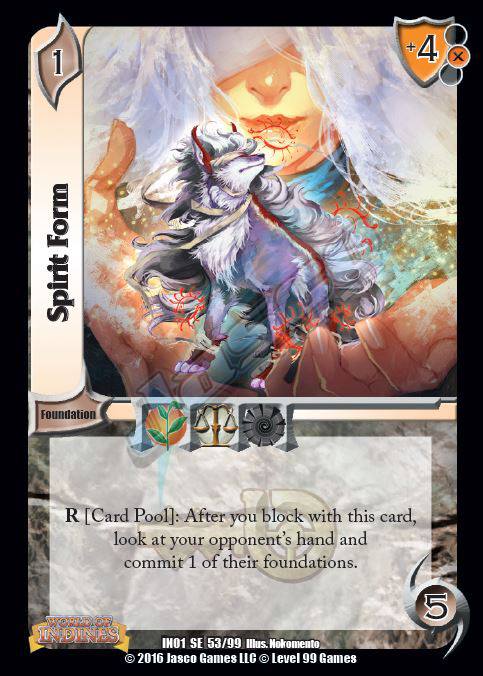 1
+4
Spirit Form
Foundation
R [Card Pool]: After you block with this card,
look at your opponent's hand and
commit 1 of their foundations.
5
WORLD OF
INDINES
IN01 SE 53/99 Illus. Nokomento
© 2016 Jasco Games LLC © Level 99 Games